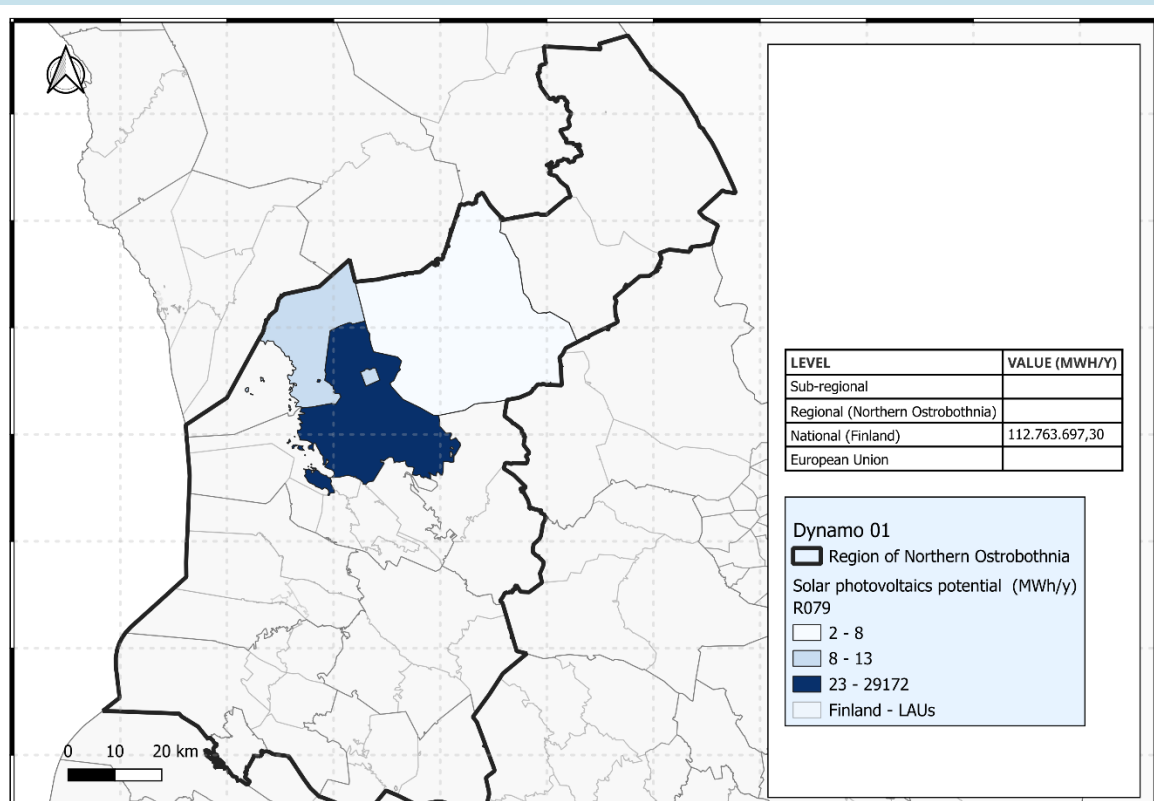 LEVEL VALUE (MWH/Y)
Sub-regional
Regional (Northern Ostrobothnia)
National (Finland) 112.763.697,30
European Union
Dynamo 01
Region of Northern Ostrobothnia
Solar photovoltaics potential (MWh/y)
R079
2 - 8
8 - 13
23 - 29172
Finland - LAUs
0 10 20 km